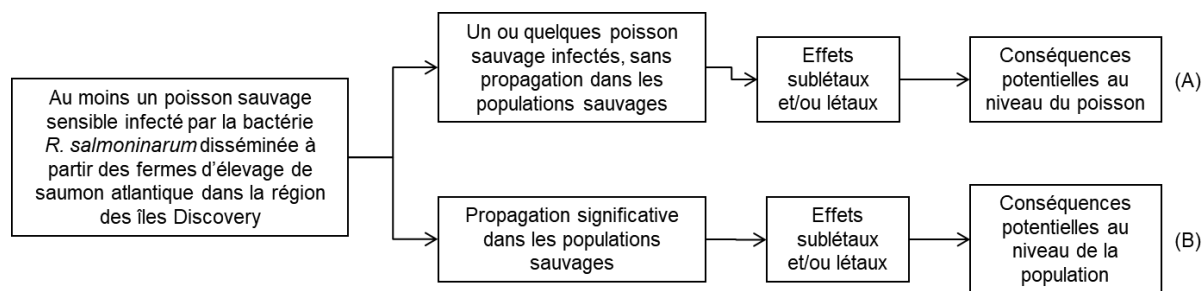 Au moins un poisson sauvage
sensible infecté par la bactérie
R. salmoninarum disséminée à
partir des fermes d'élevage de
saumon atlantique dans la région
des îles Discovery
Un ou quelques poisson
sauvage infectés, sans
propagation dans les
populations sauvages
Effets
sublétaux
et/ou létaux
Conséquences
potentielles au
niveau du poisson
(A)
Propagation significative
dans les populations
sauvages
Effets
sublétaux
et/ou létaux
Conséquences
potentielles au
niveau de la
population
(B)